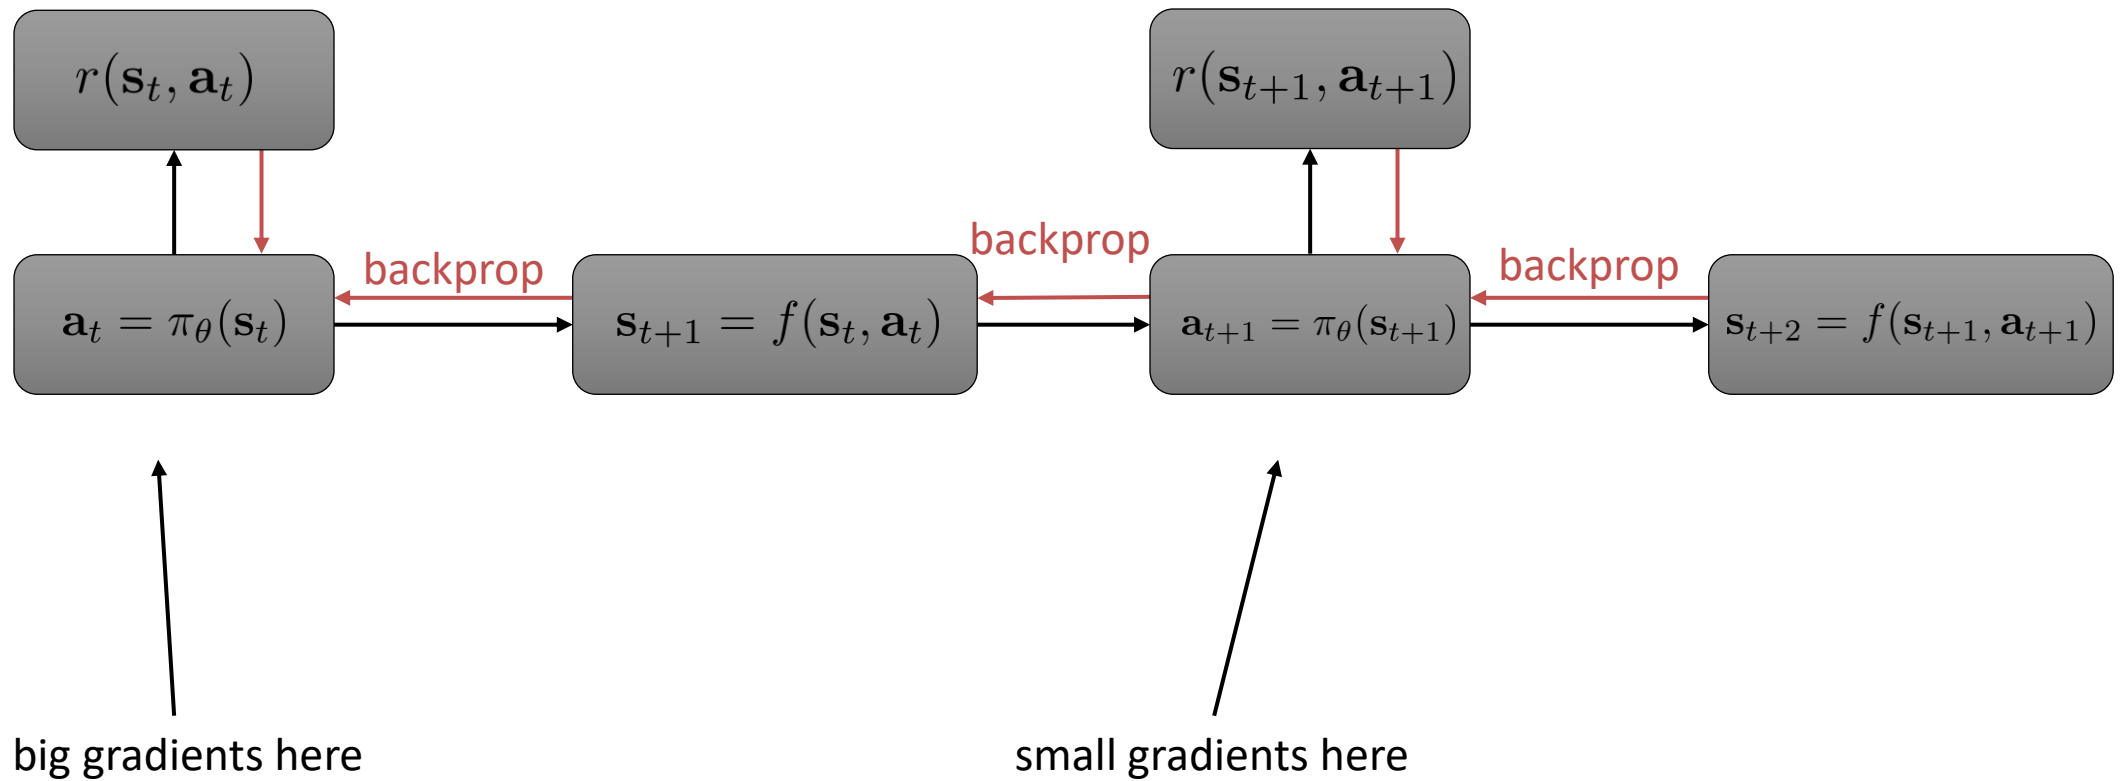 r(s_t, a_t)
r(s_{t+1}, a_{t+1})
backprop
backprop
backprop
a_t = π_θ(s_t)
s_{t+1} = f(s_t, a_t)
a_{t+1} = π_θ(s_{t+1})
s_{t+2} = f(s_{t+1}, a_{t+1})
big gradients here
small gradients here